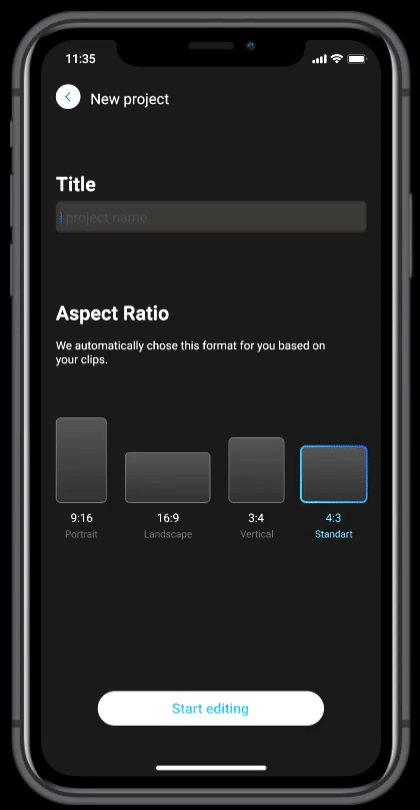 11:35
New project
Title
project name
Aspect Ratio
We automatically chose this format for you based on
your clips.
9:16
Portrait
16:9
Landscape
3:4
Vertical
4:3
Standart
Start editing